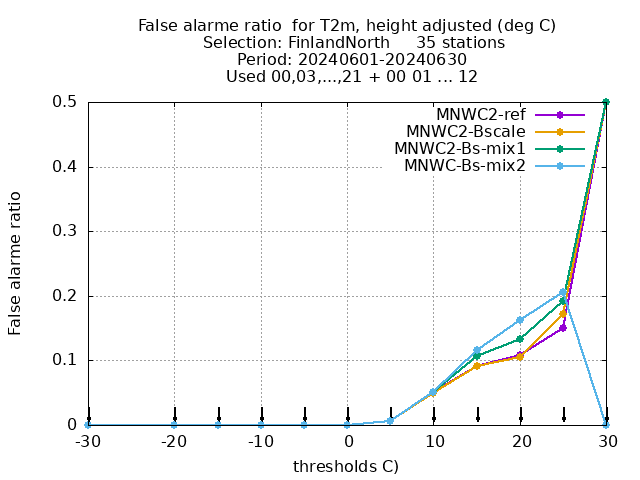 False alarme ratio  for T2m, height adjusted (deg C)
Selection: FinlandNorth     35 stations
Period: 20240601-20240630
Used 00,03,...,21 + 00 01 ... 12
MNWC2-ref
MNWC2-Bscale
MNWC2-Bs-mix1
MNWC-Bs-mix2
False alarme ratio
0.5
0.4
0.3
0.2
0.1
0
-30
-20
-10
0
10
20
30
thresholds C)